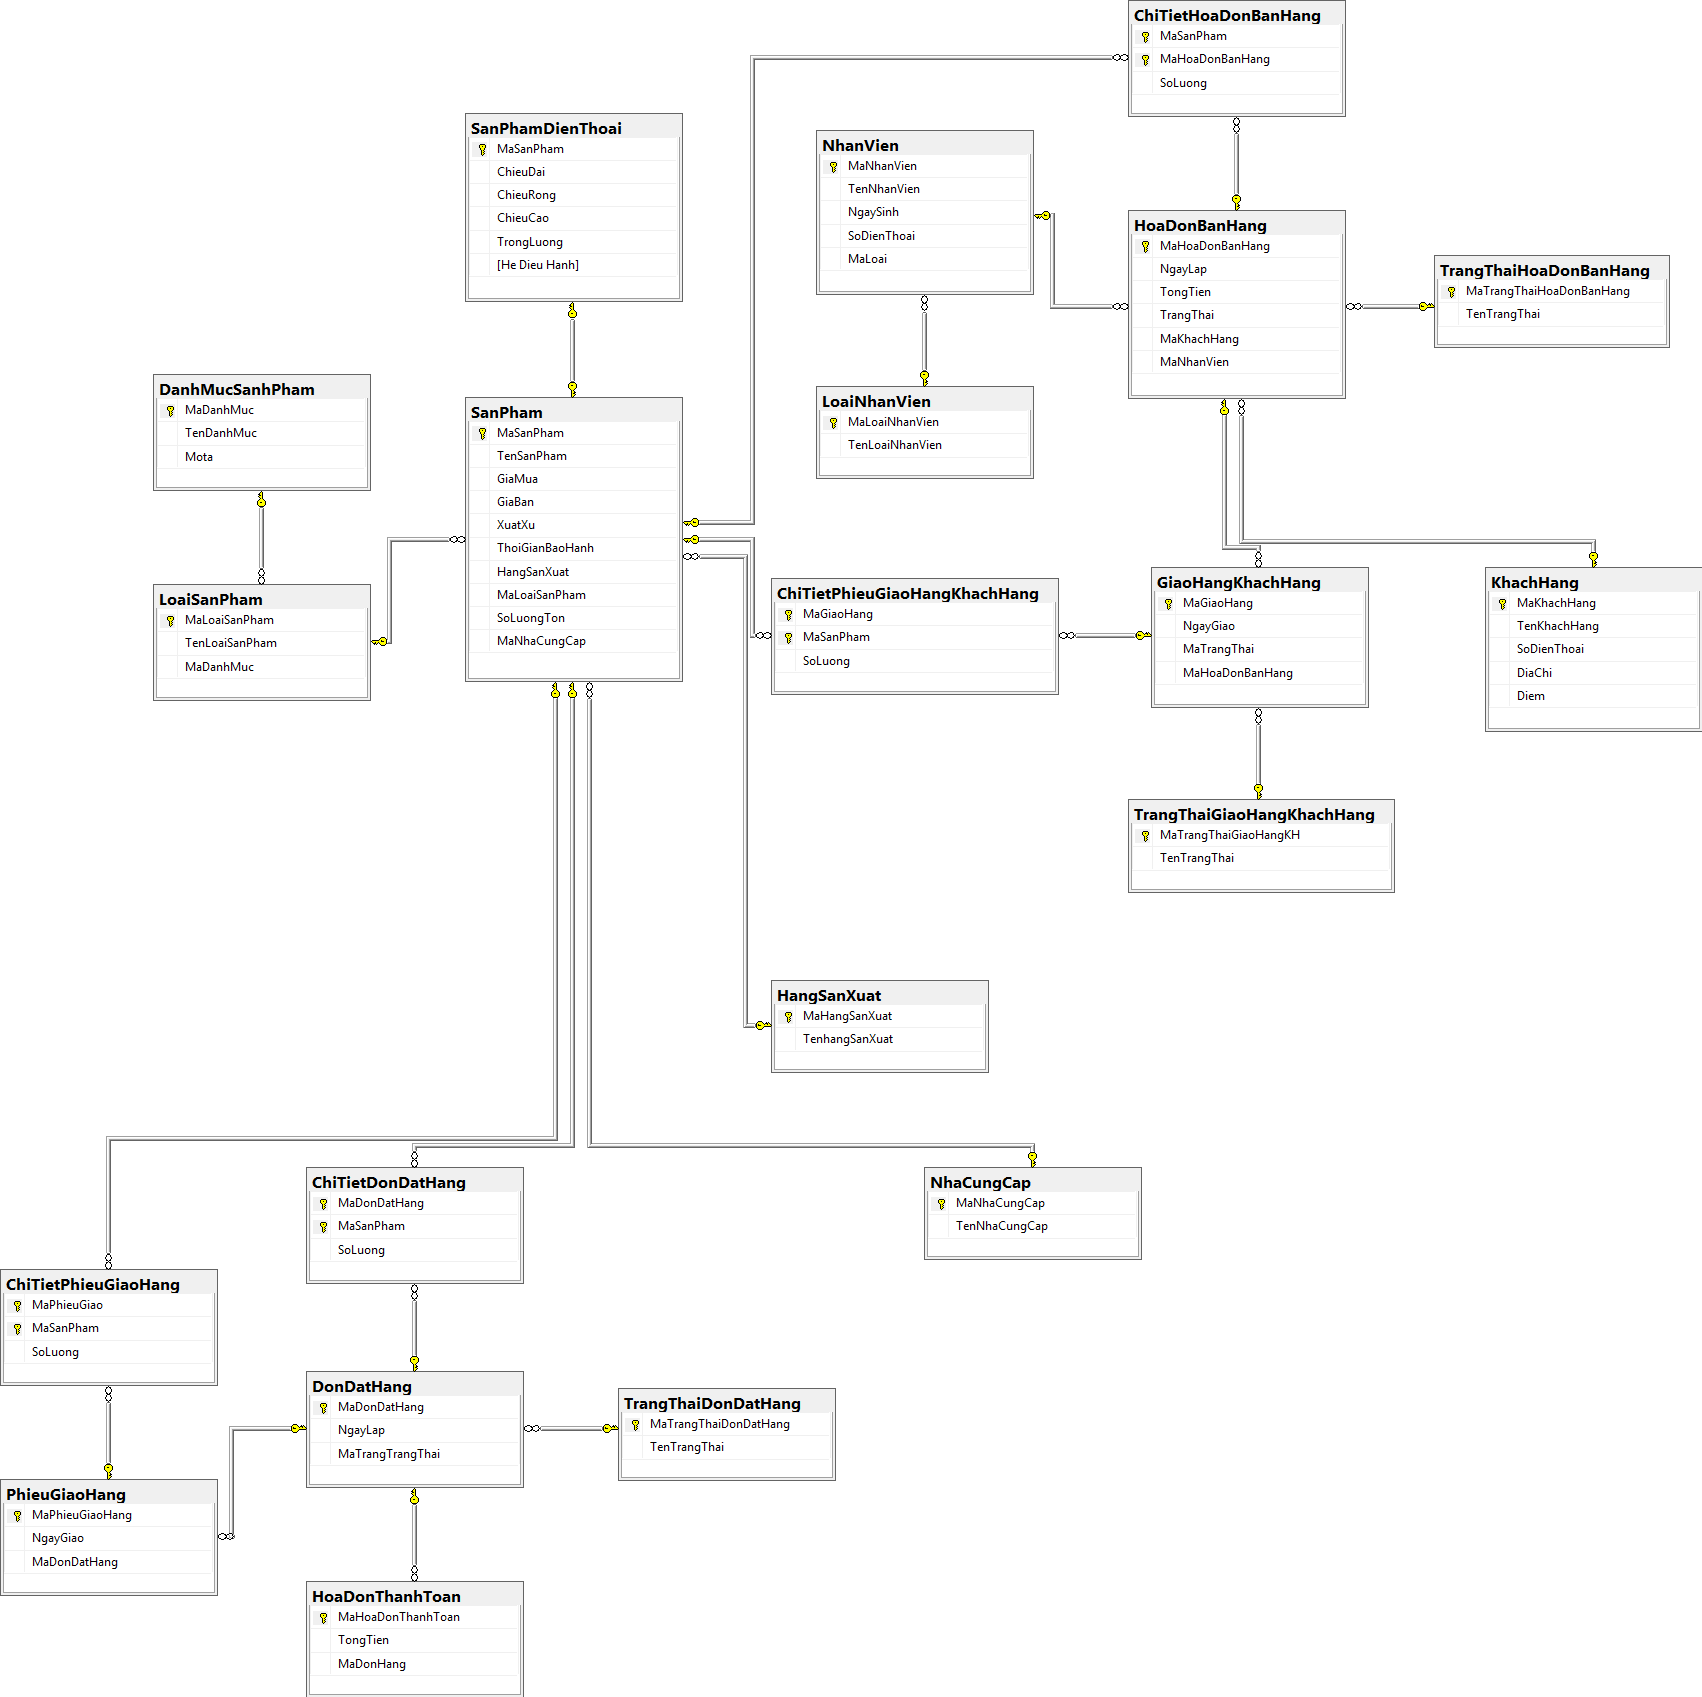 ChiTietHoaDonBanHang
MaSanPham
MaHoaDonBanHang
SoLuong
SanPhamDienThoai
MaSanPham
ChieuDai
ChieuRong
ChieuCao
TrongLuong
[He Dieu Hanh]
NhanVien
MaNhanVien
TenNhanVien
NgaySinh
SoDienThoai
MaLoai
HoaDonBanHang
MaHoaDonBanHang
NgayLap
TongTien
TrangThai
MaKhachHang
MaNhanVien
TrangThaiHoaDonBanHang
MaTrangThaiHoaDonBanHang
TenTrangThai
DanhMucSanhPham
MaDanhMuc
TenDanhMuc
Mota
SanPham
MaSanPham
TenSanPham
GiaMua
GiaBan
XuatXu
ThoiGianBaoHanh
HangSanXuat
MaLoaiSanPham
SoLuongTon
MaNhaCungCap
LoaiNhanVien
MaLoaiNhanVien
TenLoaiNhanVien
LoaiSanPham
MaLoaiSanPham
TenLoaiSanPham
MaDanhMuc
ChiTietPhieuGiaoHangKhachHang
MaGiaoHang
MaSanPham
SoLuong
GiaoHangKhachHang
MaGiaoHang
NgayGiao
MaTrangThai
MaHoaDonBanHang
KhachHang
MaKhachHang
TenKhachHang
SoDienThoai
DiaChi
Diem
TrangThaiGiaoHangKhachHang
MaTrangThaiGiaoHangKH
TenTrangThai
HangSanXuat
MaHangSanXuat
TenhangSanXuat
ChiTietDonDatHang
MaDonDatHang
MaSanPham
SoLuong
NhaCungCap
MaNhaCungCap
TenNhaCungCap
ChiTietPhieuGiaoHang
MaPhieuGiao
MaSanPham
SoLuong
DonDatHang
MaDonDatHang
NgayLap
MaTrangTrangThai
TrangThaiDonDatHang
MaTrangThaiDonDatHang
TenTrangThai
PhieuGiaoHang
MaPhieuGiaoHang
NgayGiao
MaDonDatHang
HoaDonThanhToan
MaHoaDonThanhToan
TongTien
MaDonHang